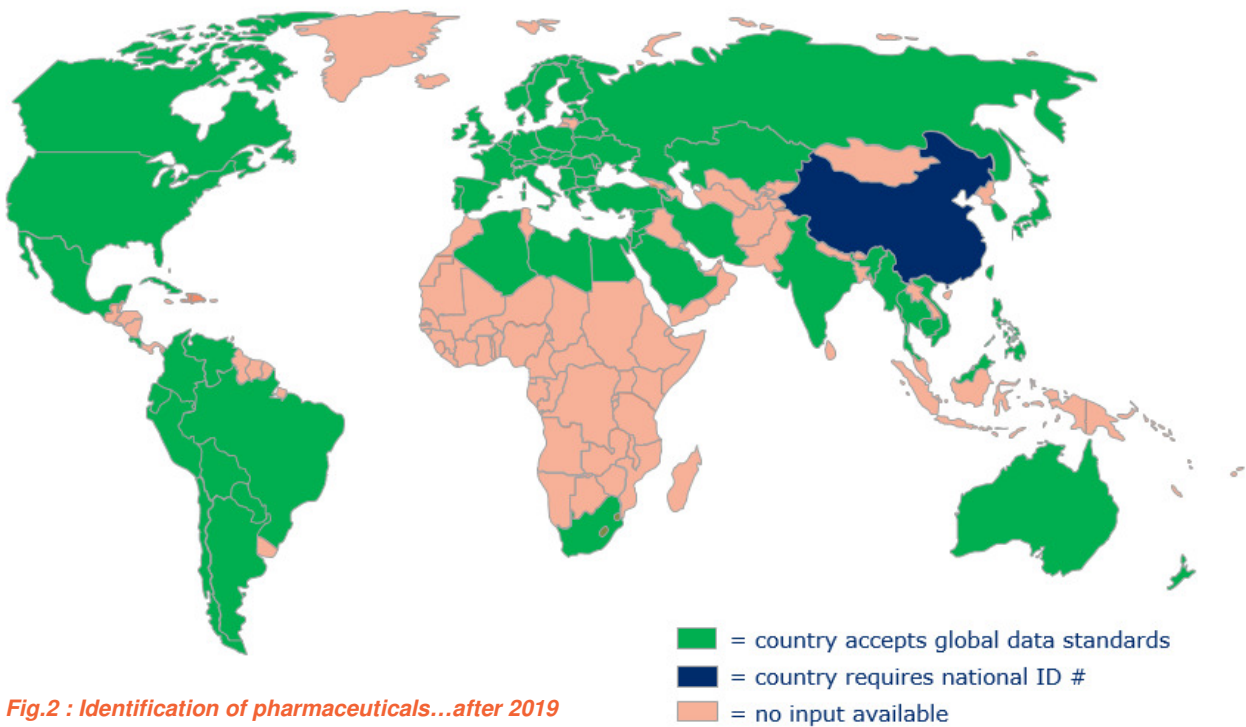 = country accepts global data standards
= country requires national ID #
= no input available
Fig.2 : Identification of pharmaceuticals...after 2019